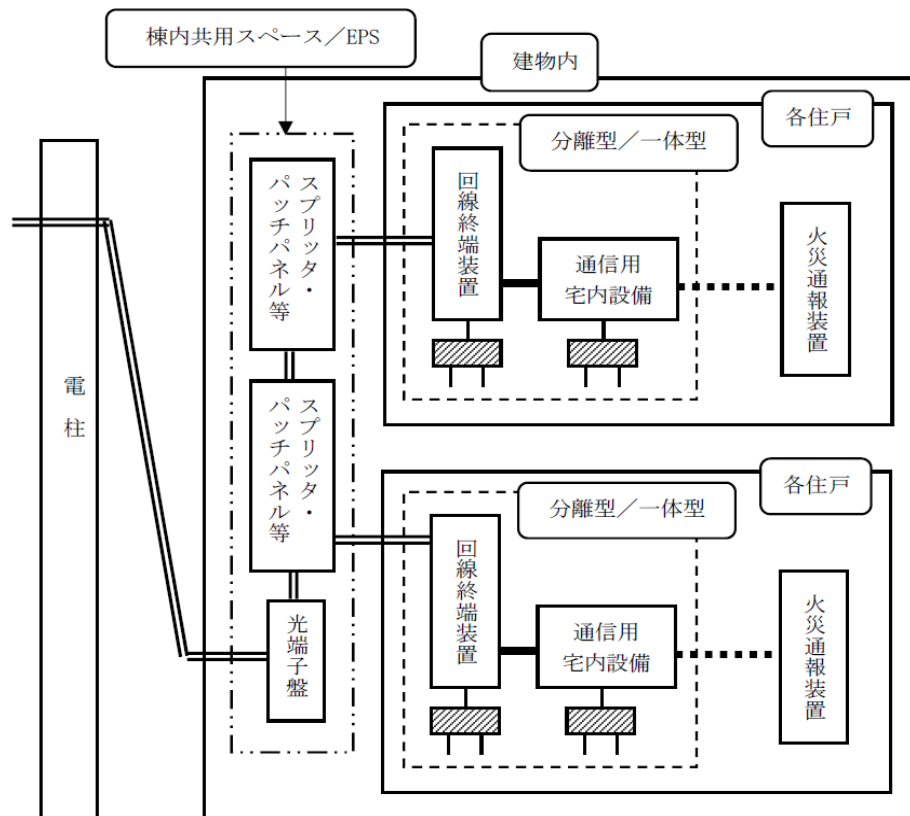 棟内共用スペース／EPS
建物内
各住戸
分離型／一体型
スプリッタ・
パッチパネル等
回線終端装置
通信用
宅内設備
火災通報装置
電柱
スプリッタ・
パッチパネル等
各住戸
分離型／一体型
回線終端装置
通信用
宅内設備
火災通報装置
光端子盤